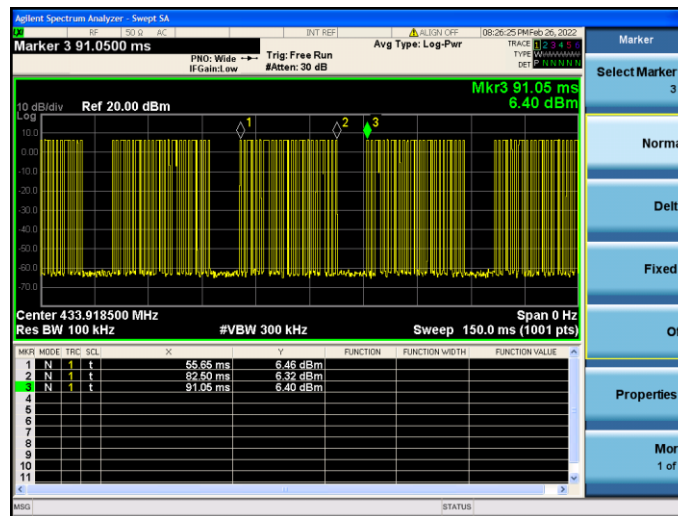 Agilent Spectrum Analyzer - Swept SA
RF 50 Ω AC INT REF ALIGN OFF 08:26:25 PM Feb 26, 2022
Marker 3 91.0500 ms
PNO: Wide Trig: Free Run
IFGain:Low #Atten: 30 dB
Avg Type: Log-Pwr
TRACE 1 2 3 4 5 6
TYPE
DET P N N N N N
Mkr3 91.05 ms
6.40 dBm
10 dB/div Ref 20.00 dBm
Log
1 2 3
10.0
0.00
-10.0
-20.0
-30.0
-40.0
-50.0
-60.0
-70.0
Center 433.918500 MHz Span 0 Hz
Res BW 100 kHz #VBW 300 kHz Sweep 150.0 ms (1001 pts)
MKR MODE TRC SCL X Y FUNCTION FUNCTION WIDTH FUNCTION VALUE
1 N 1 t 55.65 ms 6.46 dBm
2 N 1 t 82.50 ms 6.32 dBm
3 N 1 t 91.05 ms 6.40 dBm
4
5
6
7
8
9
10
11
MSG STATUS
Marker
Select Marker
3
Norma
Delt
Fixed
O
Properties
Mor
1 of